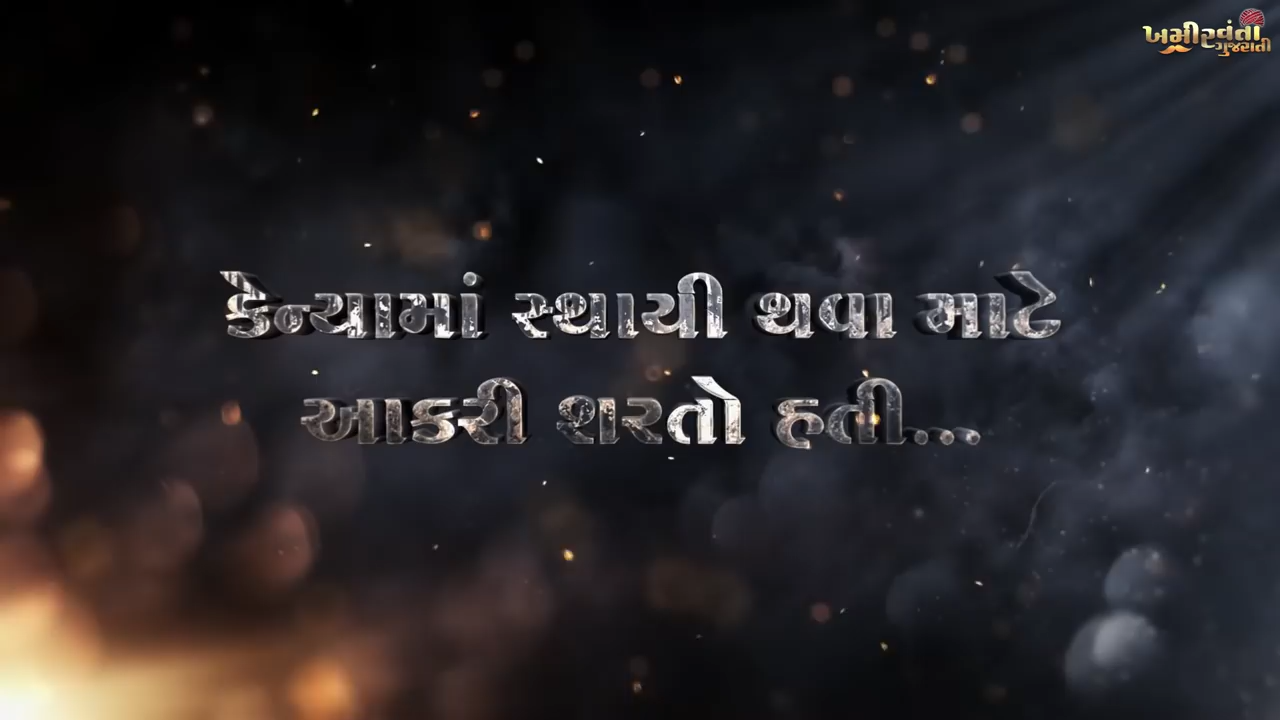 ખમીરવંતા
ગુજરાતી
કેન્યામાં સ્થાયી થવા માટે
આકરી શરતો હતી...